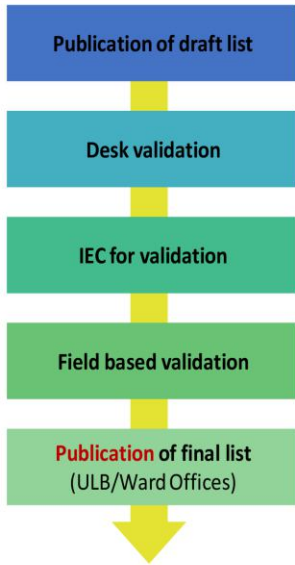 Publication of draft list
Desk validation
IEC for validation
Field based validation
Publication of final list
(ULB/Ward Offices)